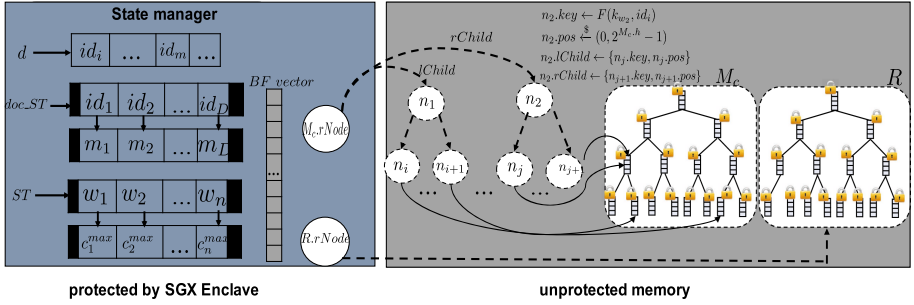 State manager
d
id_i ... id_m ...
doc_ST
id_1 id_2 ... id_D
m_1 m_2 ... m_D
ST
w_1 w_2 ... w_n
c_1^{max} c_2^{max} ... c_n^{max}
BF vector
...
M_c.rNode
R.rNode
rChild
lChild
n_2.key ← F(k_{w_2}, id_i)
n_2.pos ←$ (0, 2^{M_c.h} − 1)
n_2.lChild ← {n_j.key, n_j.pos}
n_2.rChild ← {n_{j+1}.key, n_{j+1}.pos}
n_1
n_2
n_i
n_{i+1}
n_j
n_{j+
... ... ... ...
M_c
R
protected by SGX Enclave
unprotected memory